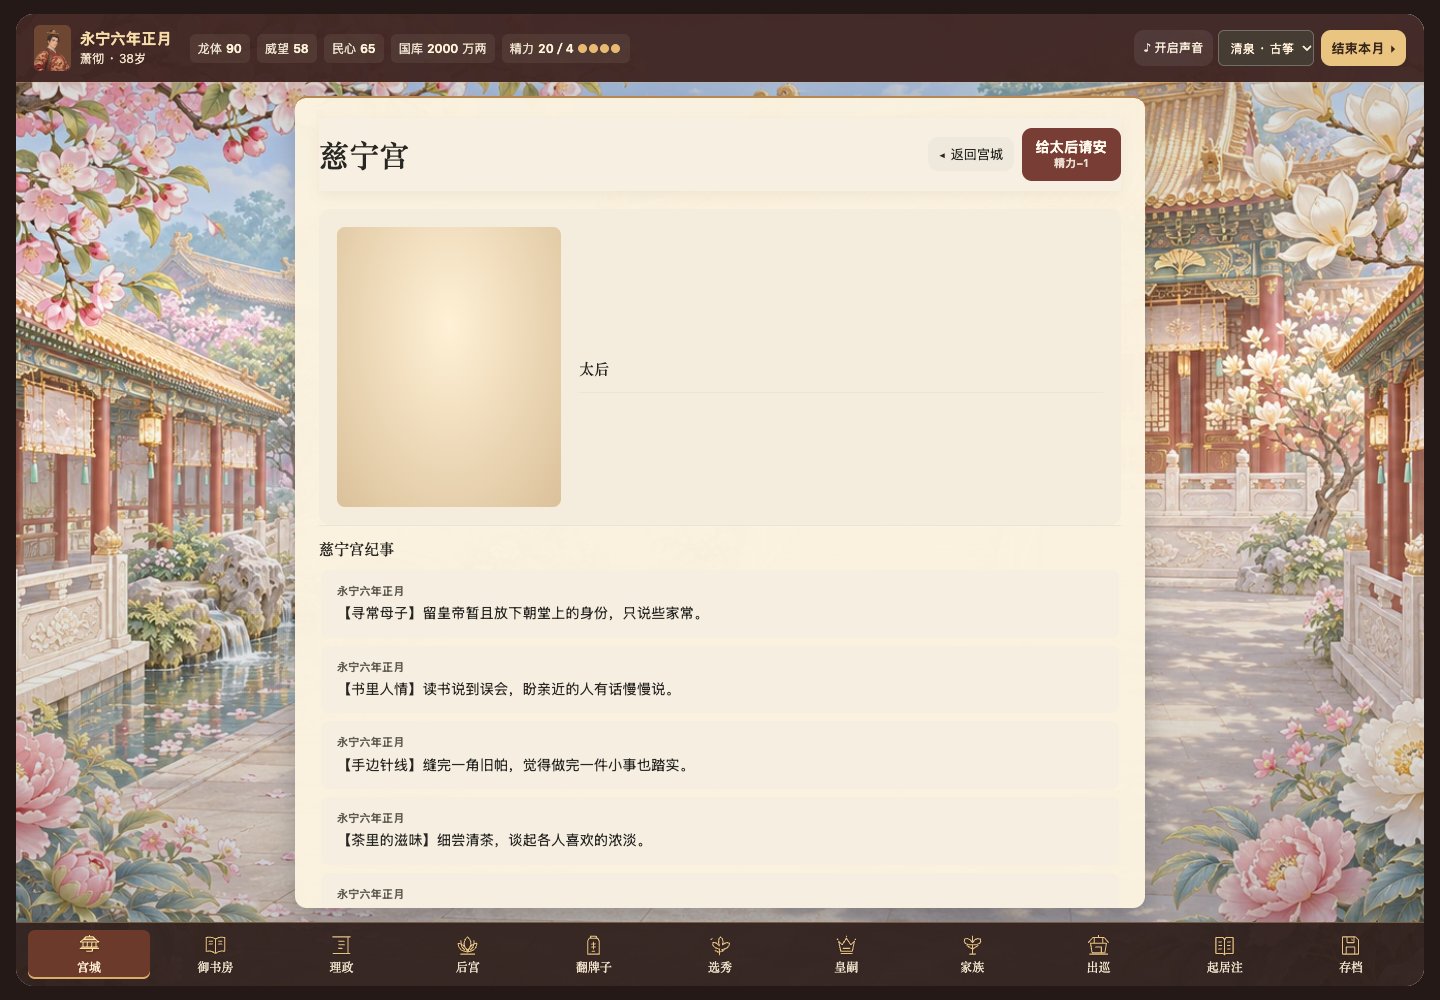 永宁六年正月
萧彻 · 38岁
龙体 90
威望 58
民心 65
国库 2000 万两
精力 20 / 4
♪ 开启声音
清泉 · 古筝
结束本月 ▸
慈宁宫
◂ 返回宫城
给太后请安
精力−1
太后
慈宁宫纪事
永宁六年正月
【寻常母子】留皇帝暂且放下朝堂上的身份，只说些家常。
永宁六年正月
【书里人情】读书说到误会，盼亲近的人有话慢慢说。
永宁六年正月
【手边针线】缝完一角旧帕，觉得做完一件小事也踏实。
永宁六年正月
【茶里的滋味】细尝清茶，谈起各人喜欢的浓淡。
永宁六年正月
宫城
御书房
理政
后宫
翻牌子
选秀
皇嗣
家族
出巡
起居注
存档